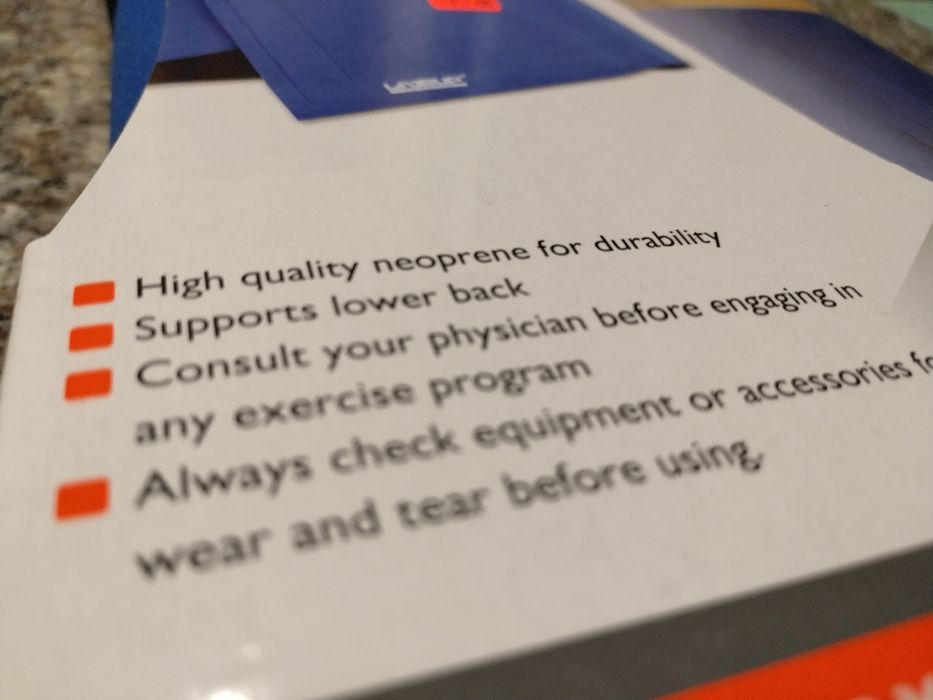 High quality neoprene for durability
Supports lower back
Consult your physician before engaging in
any exercise program
Always check equipment or accessories
wear and tear before using.